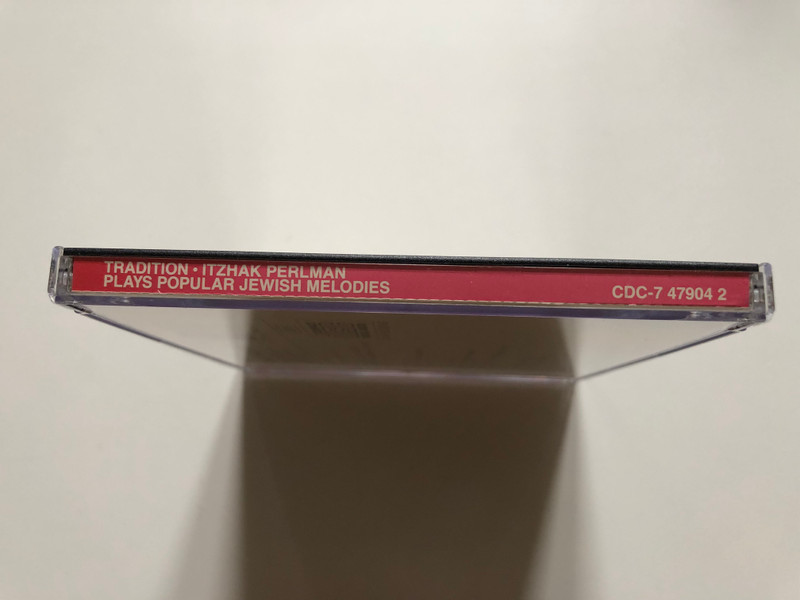 TRADITION • ITZHAK PERLMAN
PLAYS POPULAR JEWISH MELODIES
CDC-7 47904 2